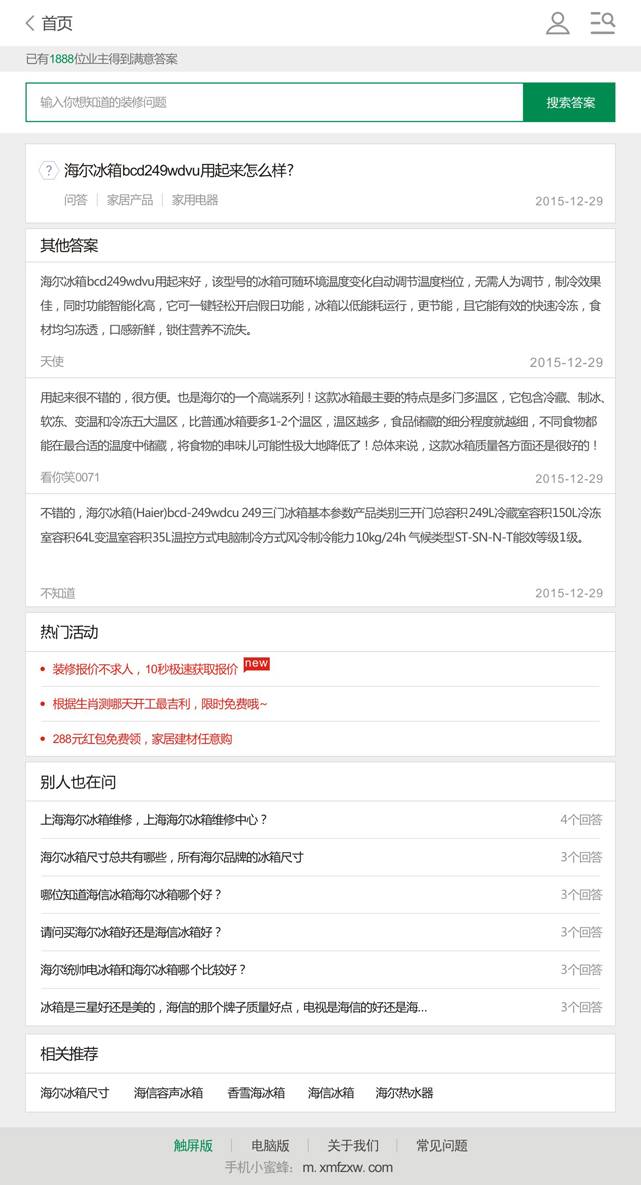 首页
已有1888位业主得到满意答案
输入你想知道的装修问题
搜索答案
? 海尔冰箱bcd249wdvu用起来怎么样?
问答 家居产品 家用电器
2015-12-29
其他答案
海尔冰箱bcd249wdvu用起来好，该型号的冰箱可随环境温度变化自动调节温度档位，无需人为调节，制冷效果
佳，同时功能智能化高，它可一键轻松开启假日功能，冰箱以低能耗运行，更节能，且它能有效的快速冷冻，食
材均匀冻透，口感新鲜，锁住营养不流失。
天使
2015-12-29
用起来很不错的，很方便。也是海尔的一个高端系列！这款冰箱最主要的特点是多门多温区，它包含冷藏、制冰、
软冻、变温和冷冻五大温区，比普通冰箱要多1-2个温区，温区越多，食品储藏的细分程度就越细，不同食物都
能在最合适的温度中储藏，将食物的串味儿可能性极大地降低了！总体来说，这款冰箱质量各方面还是很好的！
看你笑0071
2015-12-29
不错的，海尔冰箱(Haier)bcd-249wdcu 249三门冰箱基本参数产品类别三开门总容积249L冷藏室容积150L冷冻
室容积64L变温室容积35L温控方式电脑制冷方式风冷制冷能力10kg/24h 气候类型ST-SN-N-T能效等级1级。
不知道
2015-12-29
热门活动
装修报价不求人，10秒极速获取报价 new
根据生肖测哪天开工最吉利，限时免费哦~
288元红包免费领，家居建材任意购
别人也在问
上海海尔冰箱维修，上海海尔冰箱维修中心？ 4个回答
海尔冰箱尺寸总共有哪些，所有海尔品牌的冰箱尺寸 3个回答
哪位知道海信冰箱海尔冰箱哪个好？ 3个回答
请问买海尔冰箱好还是海信冰箱好？ 3个回答
海尔统帅电冰箱和海尔冰箱哪个比较好？ 3个回答
冰箱是三星好还是美的，海信的那个牌子质量好点，电视是海信的好还是海... 3个回答
相关推荐
海尔冰箱尺寸 海信容声冰箱 香雪海冰箱 海信冰箱 海尔热水器
触屏版 电脑版 关于我们 常见问题
手机小蜜蜂：m. xmfzxw. com